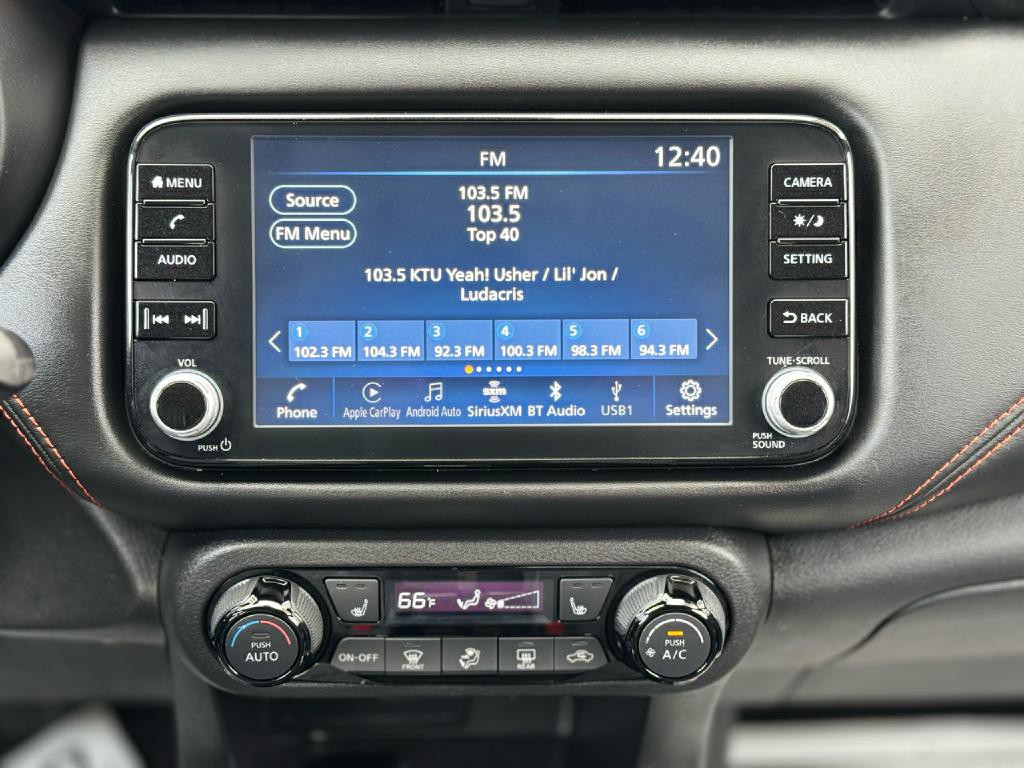 FM
12:40
MENU
AUDIO
VOL
PUSH
Source
FM Menu
103.5 FM
103.5
Top 40
103.5 KTU Yeah! Usher / Lil' Jon /
Ludacris
1 2 3 4 5 6
102.3 FM 104.3 FM 92.3 FM 100.3 FM 98.3 FM 94.3 FM
Phone
Apple CarPlay
Android Auto
sxm
SiriusXM
BT Audio
USB1
Settings
CAMERA
SETTING
BACK
TUNE·SCROLL
PUSH
SOUND
PUSH
AUTO
66°F
ON·OFF
FRONT
REAR
PUSH
A/C